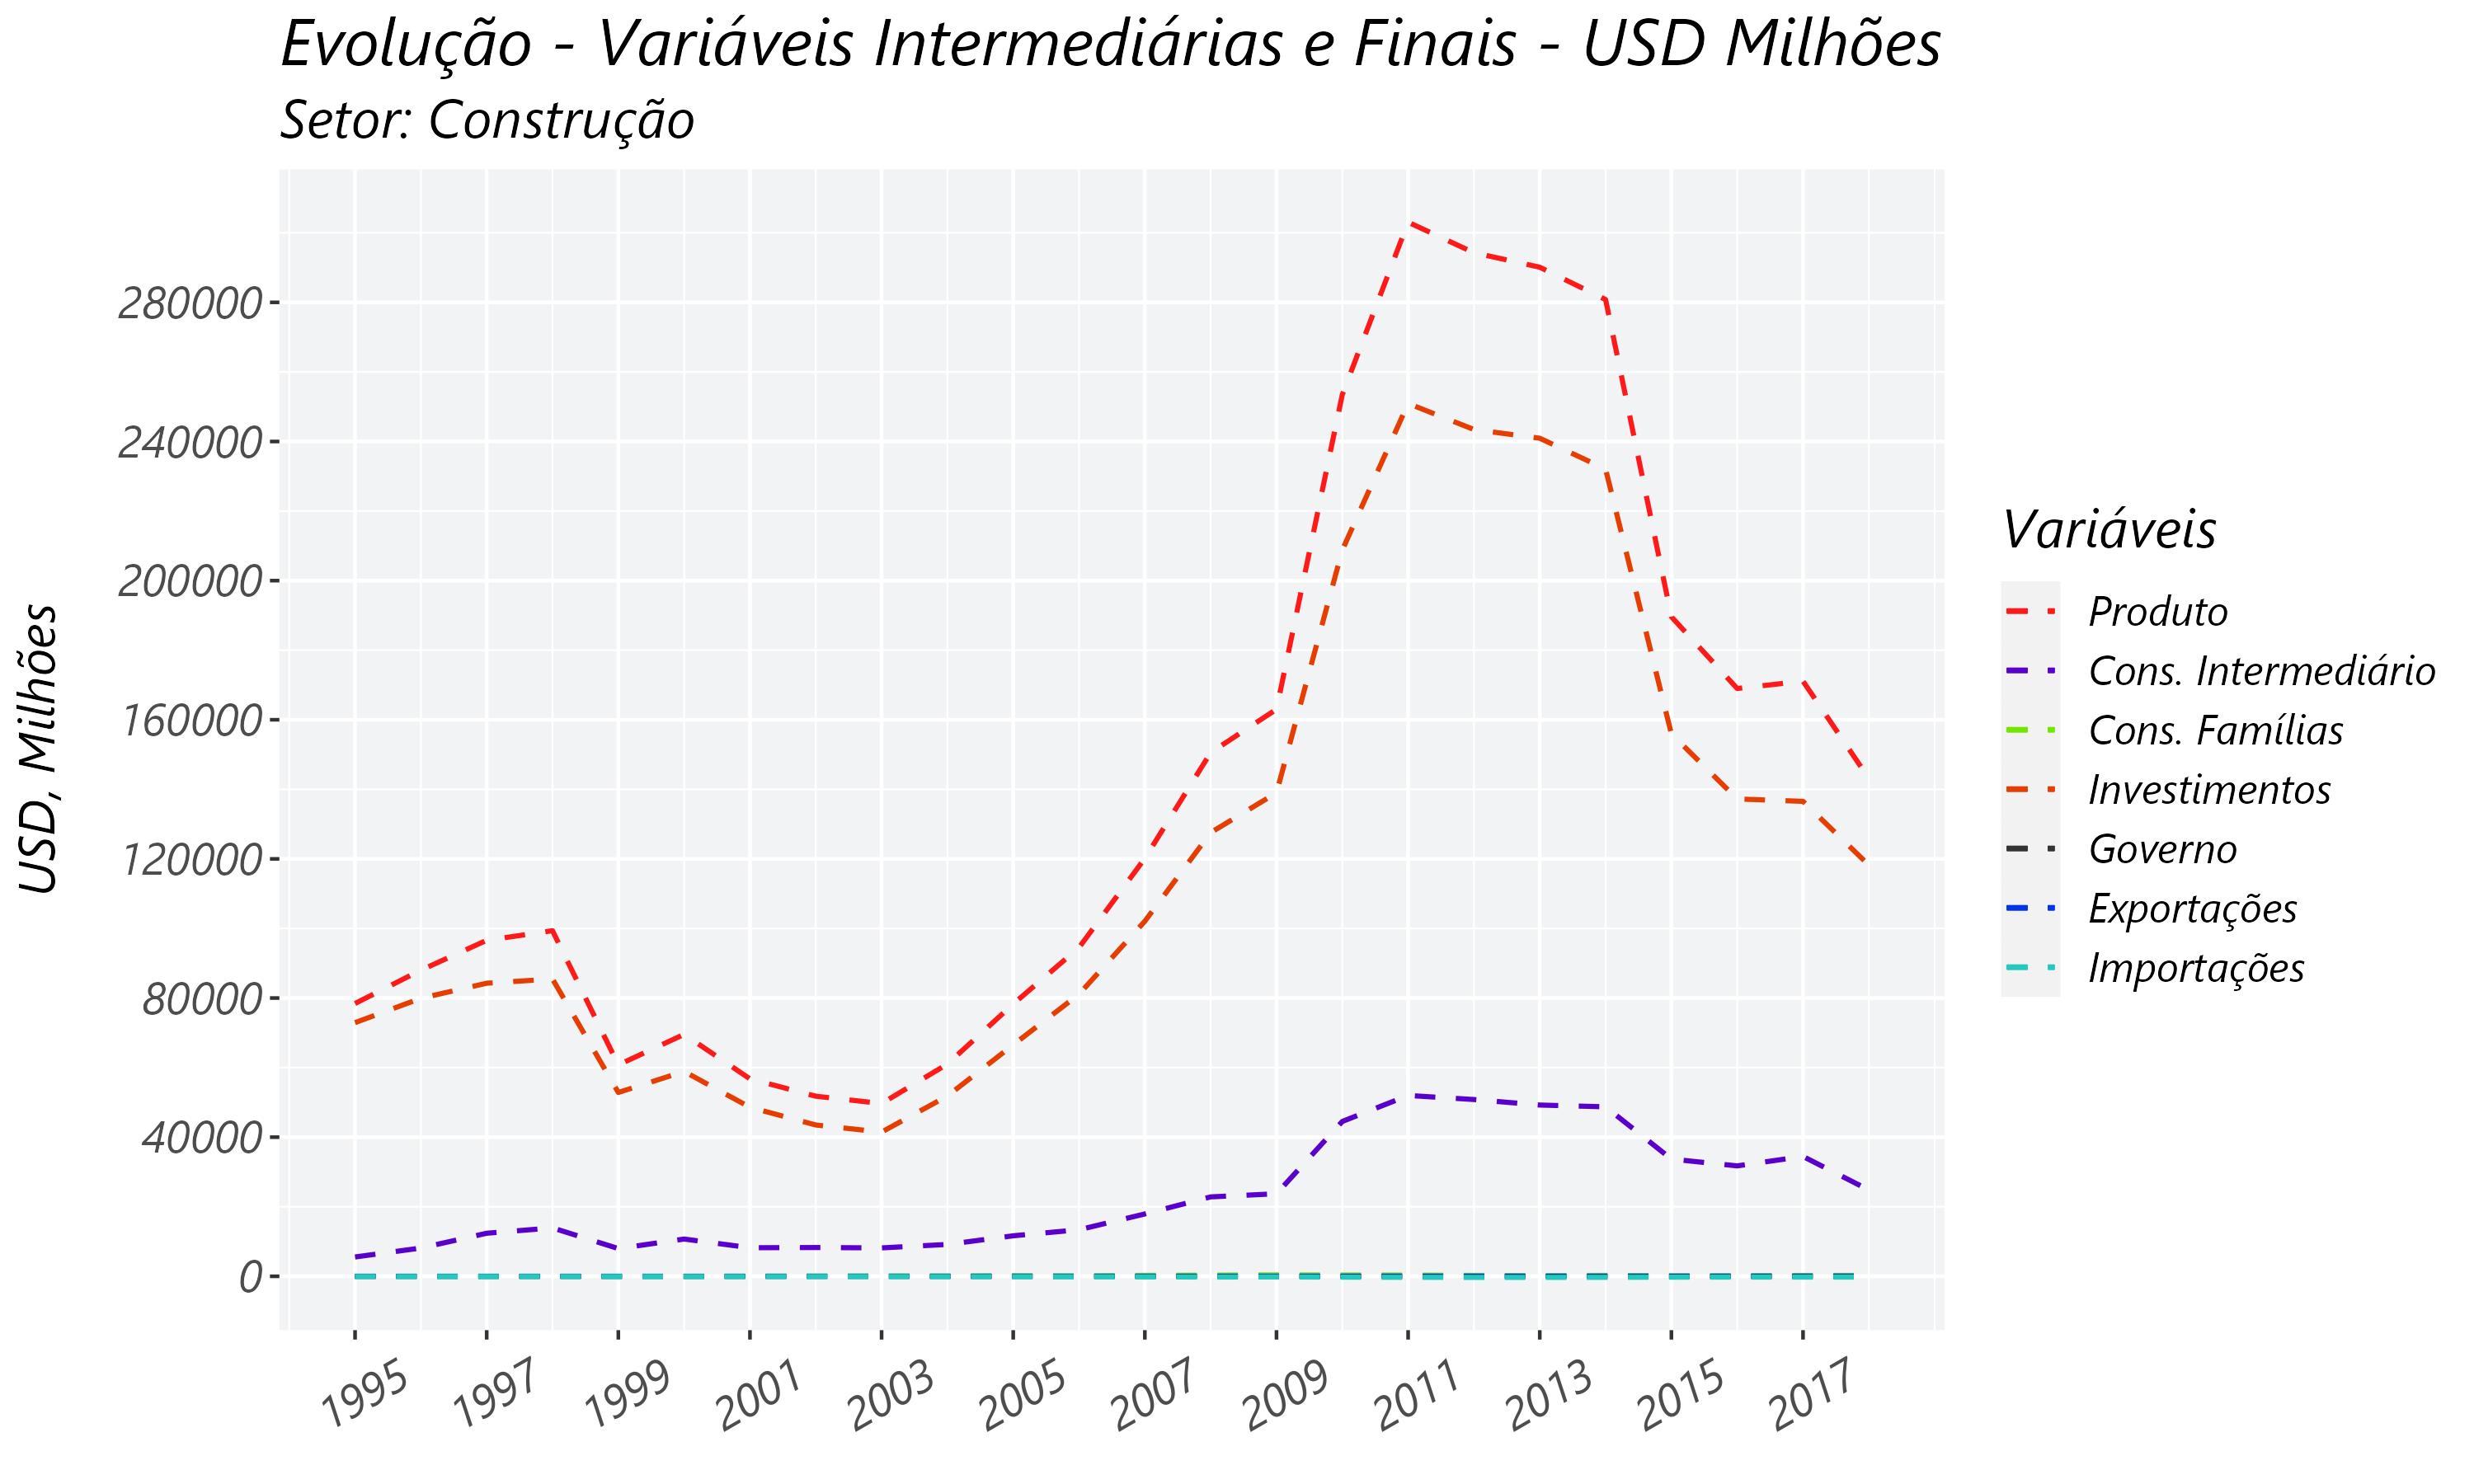 Evolução - Variáveis Intermediárias e Finais - USD Milhões
Setor: Construção
USD, Milhões
280000
240000
200000
160000
120000
80000
40000
0
1995
1997
1999
2001
2003
2005
2007
2009
2011
2013
2015
2017
Variáveis
Produto
Cons. Intermediário
Cons. Famílias
Investimentos
Governo
Exportações
Importações